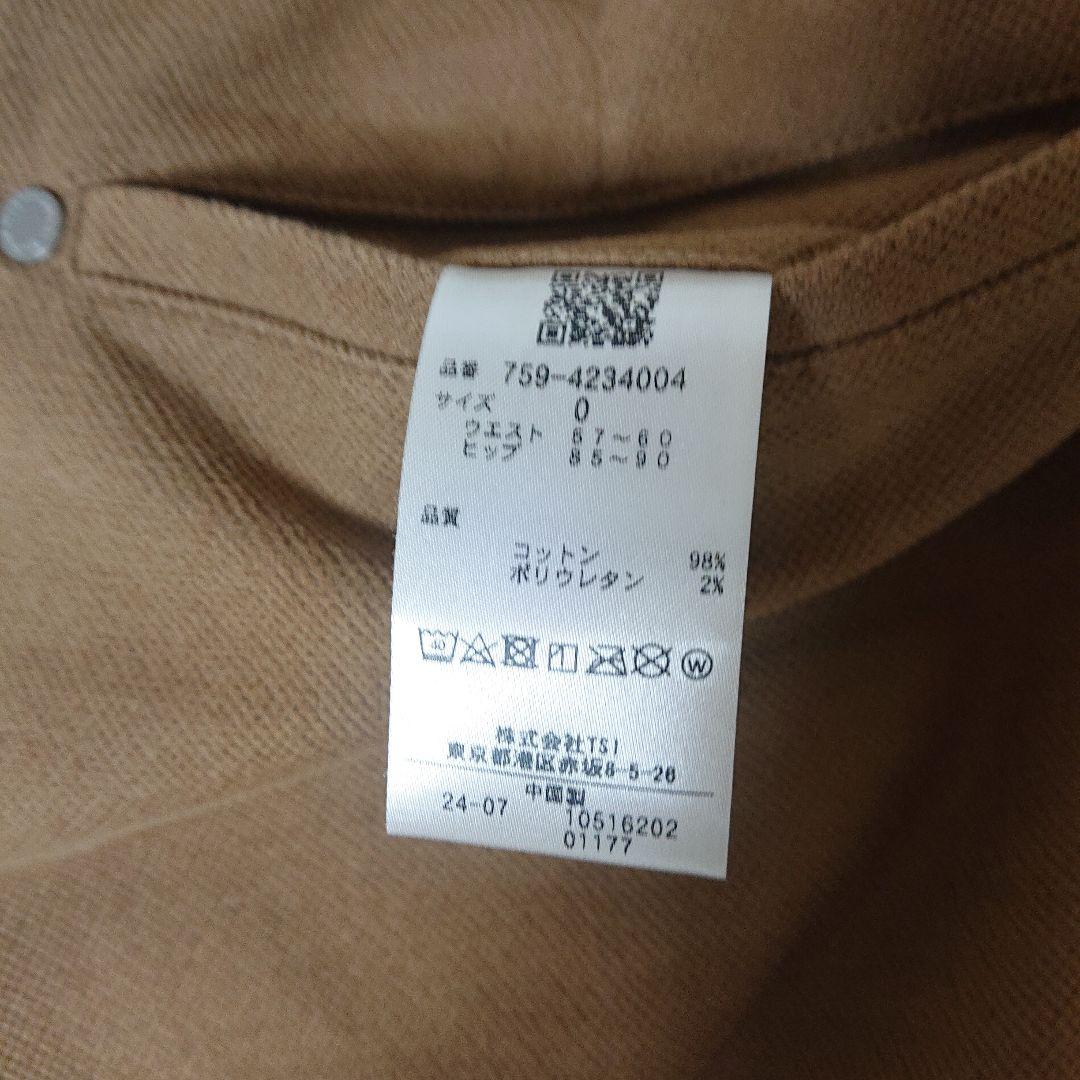 品番 759-4234004
サイズ 0
ウエスト 57～60
ヒップ 85～90
品質
コットン 98%
ポリウレタン 2%
40
W
株式会社TSI
東京都港区赤坂8-5-26
中国製
24-07 10516202
01177